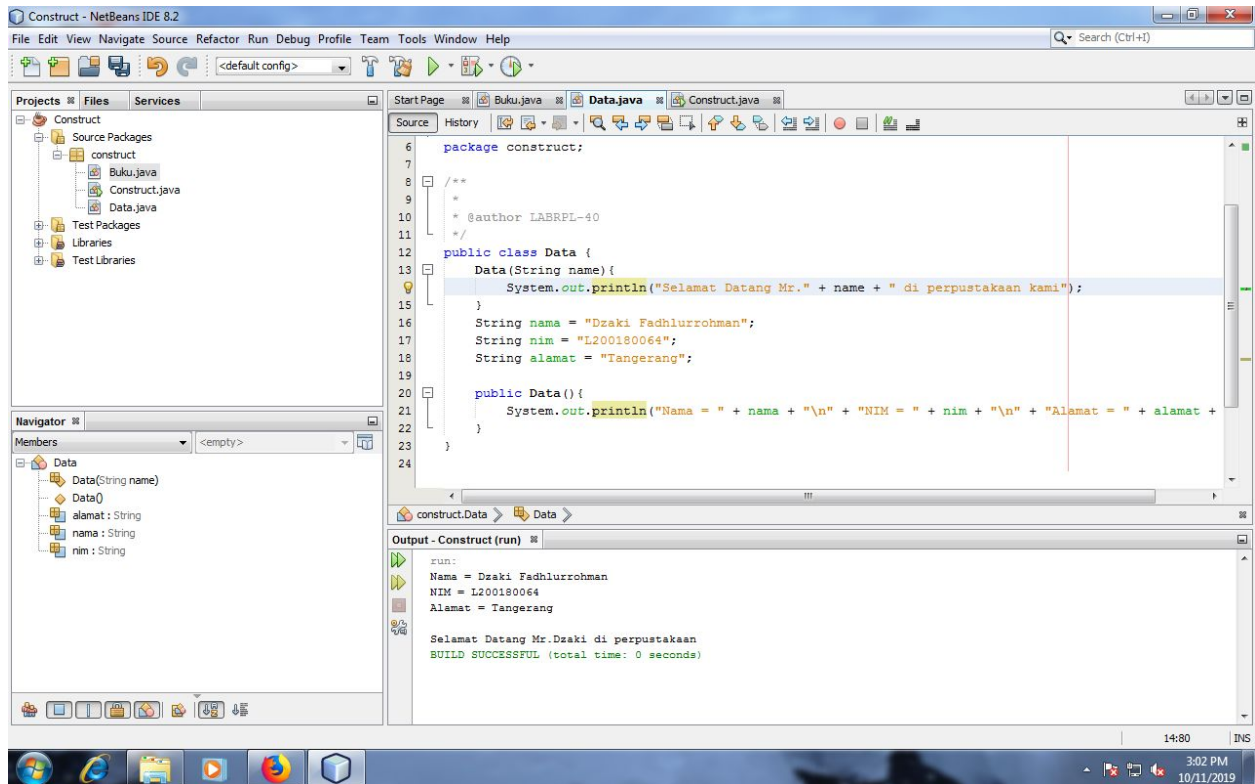 Construct - NetBeans IDE 8.2
File Edit View Navigate Source Refactor Run Debug Profile Team Tools Window Help
Search (Ctrl+I)
<default config>
Projects Files Services
Construct
Source Packages
construct
Buku.java
Construct.java
Data.java
Test Packages
Libraries
Test Libraries
Navigator
Members <empty>
Data
Data(String name)
Data()
alamat : String
nama : String
nim : String
Start Page Buku.java Data.java Construct.java
Source History
6 package construct;
7
8 /**
9 *
10 * @author LABRPL-40
11 */
12 public class Data {
13 Data(String name){
System.out.println("Selamat Datang Mr." + name + " di perpustakaan kami");
15 }
16 String nama = "Dzaki Fadhlurrohman";
17 String nim = "L200180064";
18 String alamat = "Tangerang";
19
20 public Data(){
21 System.out.println("Nama = " + nama + "\n" + "NIM = " + nim + "\n" + "Alamat = " + alamat +
22 }
23 }
24
construct.Data Data
Output - Construct (run)
run:
Nama = Dzaki Fadhlurrohman
NIM = L200180064
Alamat = Tangerang
Selamat Datang Mr.Dzaki di perpustakaan
BUILD SUCCESSFUL (total time: 0 seconds)
14:80 INS
3:02 PM
10/11/2019